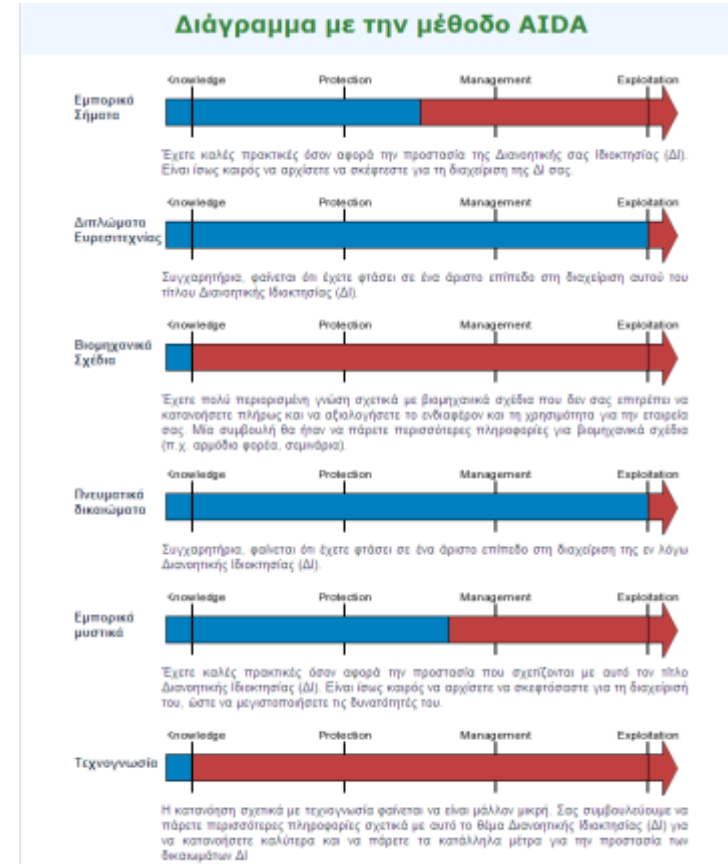 Διάγραμμα με την μέθοδο AIDA
Knowledge Protection Management Exploitation
Εμπορικά
Σήματα
Έχετε καλές πρακτικές όσον αφορά την προστασία της Διανοητικής σας Ιδιοκτησίας (ΔΙ).
Είναι ίσως καιρός να αρχίσετε να σκέφτεστε για τη διαχείριση της ΔΙ σας.
Knowledge Protection Management Exploitation
Διπλώματα
Ευρεσιτεχνίας
Συγχαρητήρια, φαίνεται ότι έχετε φτάσει σε ένα άριστο επίπεδο στη διαχείριση αυτού του
τίτλου Διανοητικής Ιδιοκτησίας (ΔΙ).
Knowledge Protection Management Exploitation
Βιομηχανικά
Σχέδια
Έχετε πολύ περιορισμένη γνώση σχετικά με βιομηχανικά σχέδια που δεν σας επιτρέπει να
κατανοήσετε πλήρως και να αξιολογήσετε το ενδιαφέρον και τη χρησιμότητα για την εταιρεία
σας. Μία συμβουλή θα ήταν να πάρετε περισσότερες πληροφορίες για βιομηχανικά σχέδια
(π.χ. αρμόδιο φορέα, σεμινάρια).
Knowledge Protection Management Exploitation
Πνευματικά
δικαιώματα
Συγχαρητήρια, φαίνεται ότι έχετε φτάσει σε ένα άριστο επίπεδο στη διαχείριση της εν λόγω
Διανοητικής Ιδιοκτησίας (ΔΙ).
Knowledge Protection Management Exploitation
Εμπορικά
μυστικά
Έχετε καλές πρακτικές όσον αφορά την προστασία που σχετίζονται με αυτό τον τίτλο
Διανοητικής Ιδιοκτησίας (ΔΙ). Είναι ίσως καιρός να αρχίσετε να σκεφτόσαστε για τη διαχείρισή
του, ώστε να μεγιστοποιήσετε τις δυνατότητές του.
Knowledge Protection Management Exploitation
Τεχνογνωσία
Η κατανόηση σχετικά με τεχνογνωσία φαίνεται να είναι μάλλον μικρή. Σας συμβουλεύουμε να
πάρετε περισσότερες πληροφορίες σχετικά με αυτό το θέμα Διανοητικής Ιδιοκτησίας (ΔΙ) για
να κατανοήσετε καλύτερα και να πάρετε τα κατάλληλα μέτρα για την προστασία των
δικαιωμάτων ΔΙ